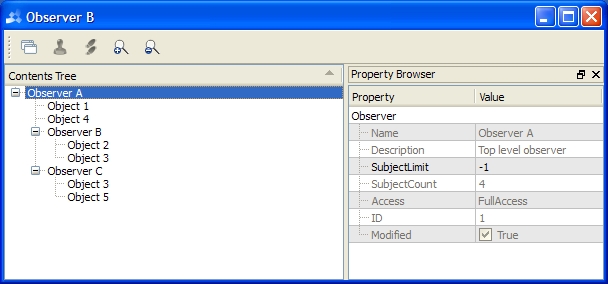 Observer B
Contents Tree
Observer A
Object 1
Object 4
Observer B
Object 2
Object 3
Observer C
Object 3
Object 5
Property Browser
Property Value
Observer
Name Observer A
Description Top level observer
SubjectLimit -1
SubjectCount 4
Access FullAccess
ID 1
Modified True